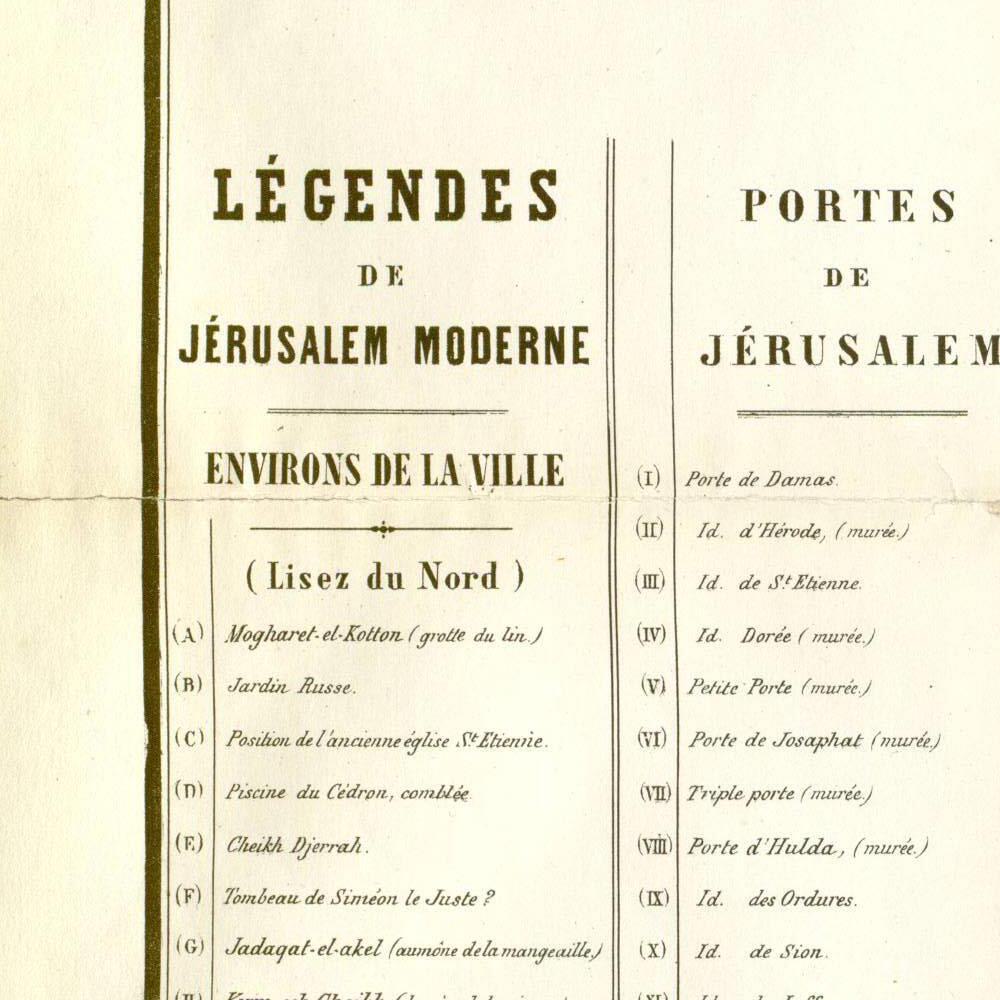 LÉGENDES
DE
JÉRUSALEM MODERNE
ENVIRONS DE LA VILLE
(Lisez du Nord)
(A) Mogharet-el-Kotton (grotte du lin.)
(B) Jardin Russe.
(C) Position de l'ancienne église St Etienne.
(D) Piscine du Cédron, comblée
(E) Cheikh Djerrah.
(F) Tombeau de Siméon le Juste ?
(G) Jadaqat-el-akel (aumône de la mangeaille,)
PORTES
DE
JÉRUSALEM
(I) Porte de Damas.
(II) Id. d'Hérode, (murée.)
(III) Id. de St Etienne.
(IV) Id. Dorée (murée.)
(V) Petite Porte (murée.)
(VI) Porte de Josaphat (murée.)
(VII) Triple porte (murée.)
(VIII) Porte d'Hulda, (murée.)
(IX) Id. des Ordures.
(X) Id. de Sion.